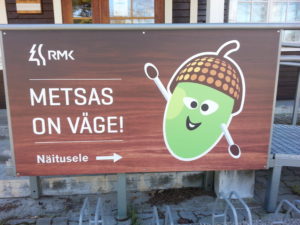 RMK
METSAS
ON VÄGE!
Näitusele